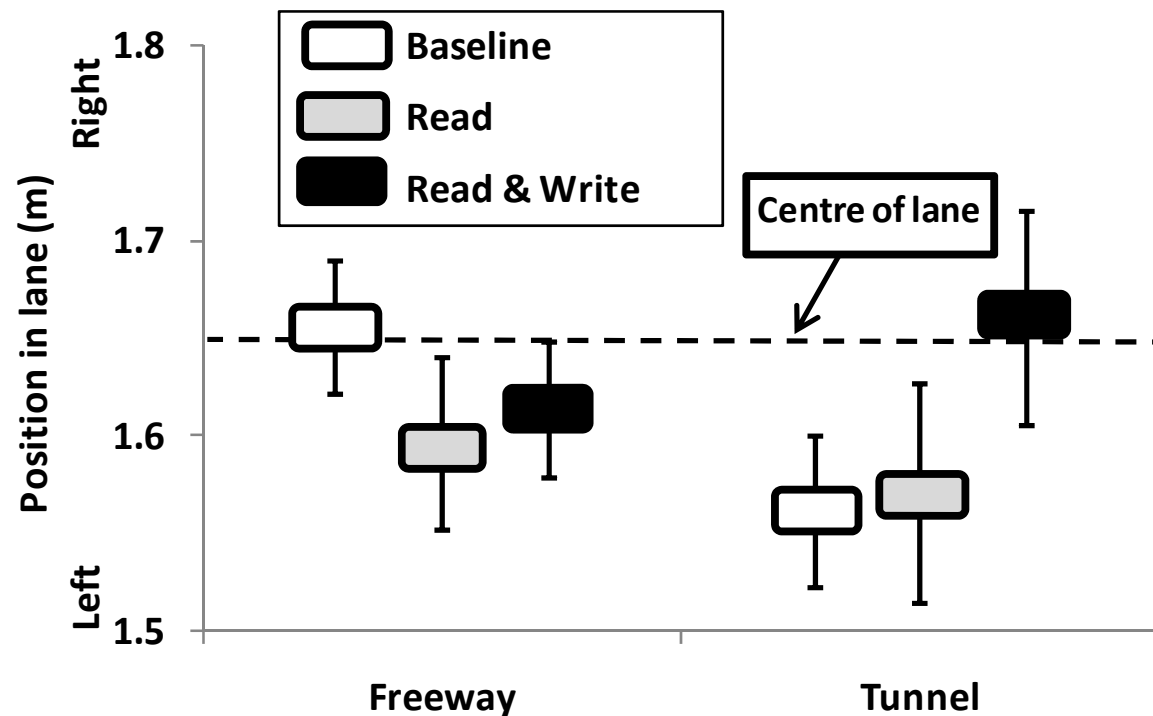 Position in lane (m)
Right
Left
1.8
1.7
1.6
1.5
Baseline
Read
Read & Write
Centre of lane
Freeway
Tunnel